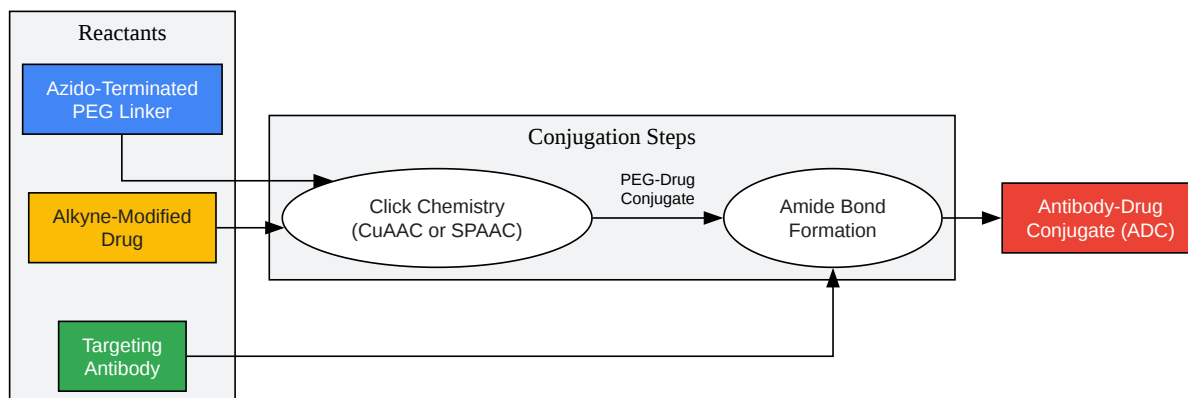 Reactants
Azido-Terminated
PEG Linker
Alkyne-Modified
Drug
Targeting
Antibody
Conjugation Steps
Click Chemistry
(CuAAC or SPAAC)
PEG-Drug
Conjugate
Amide Bond
Formation
Antibody-Drug
Conjugate (ADC)